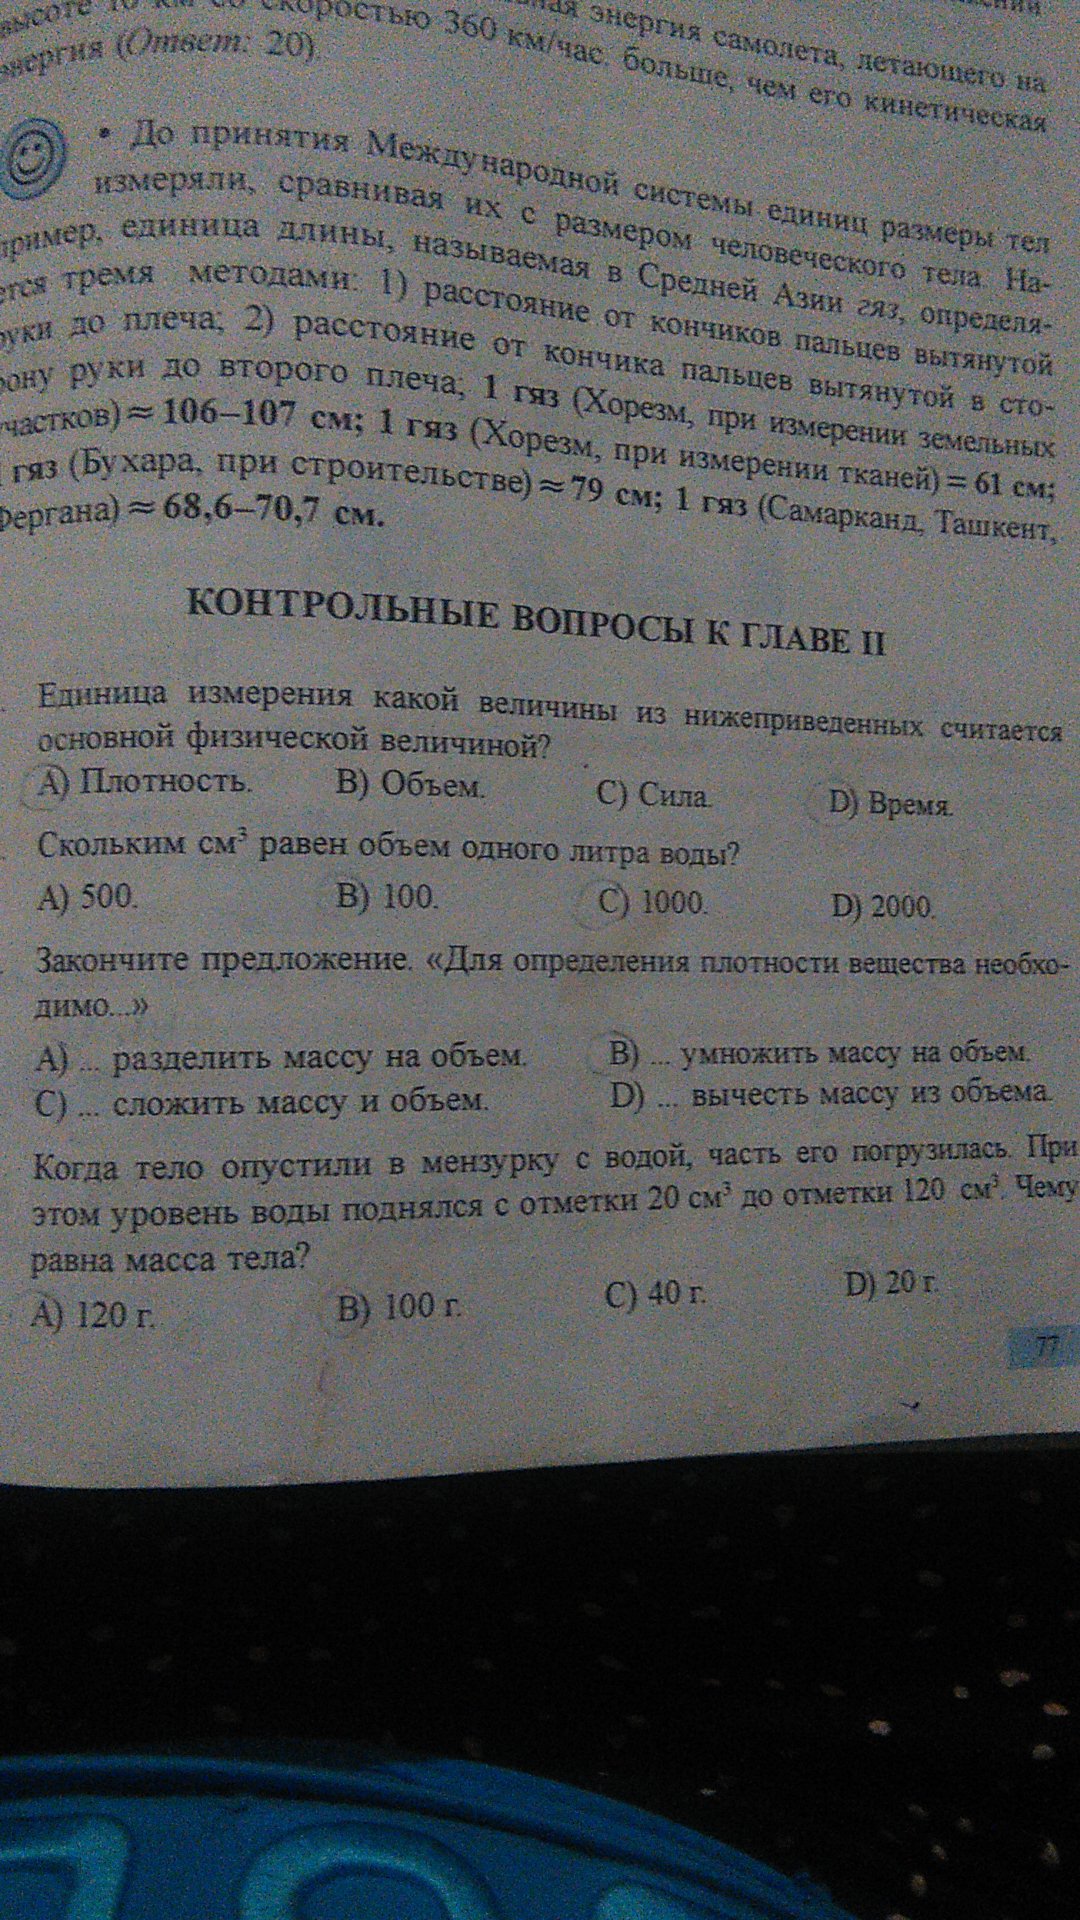 энергия самолета, летающего на
высоте 10 км со скоростью 360 км/час. больше, чем его кинетическая
энергия (Ответ: 20).
• До принятия Международной системы единиц размеры тел
измеряли, сравнивая их с размером человеческого тела. На-
пример, единица длины, называемая в Средней Азии гяз, определя-
ется тремя методами: 1) расстояние от кончиков пальцев вытянутой
руки до плеча; 2) расстояние от кончика пальцев вытянутой в сто-
рону руки до второго плеча; 1 гяз (Хорезм, при измерении земельных
участков) ≈ 106–107 см; 1 гяз (Хорезм, при измерении тканей) = 61 см;
гяз (Бухара, при строительстве) ≈ 79 см; 1 гяз (Самарканд, Ташкент,
Фергана) ≈ 68,6–70,7 см.
КОНТРОЛЬНЫЕ ВОПРОСЫ К ГЛАВЕ II
Единица измерения какой величины из нижеприведенных считается
основной физической величиной?
A) Плотность. B) Объем. C) Сила. D) Время.
Скольким см³ равен объем одного литра воды?
A) 500. B) 100. C) 1000. D) 2000.
Закончите предложение. «Для определения плотности вещества необхо-
димо...»
A) ... разделить массу на объем. B) ... умножить массу на объем.
C) ... сложить массу и объем. D) ... вычесть массу из объема.
Когда тело опустили в мензурку с водой, часть его погрузилась. При
этом уровень воды поднялся с отметки 20 см³ до отметки 120 см³. Чему
равна масса тела?
A) 120 г. B) 100 г. C) 40 г. D) 20 г.
77